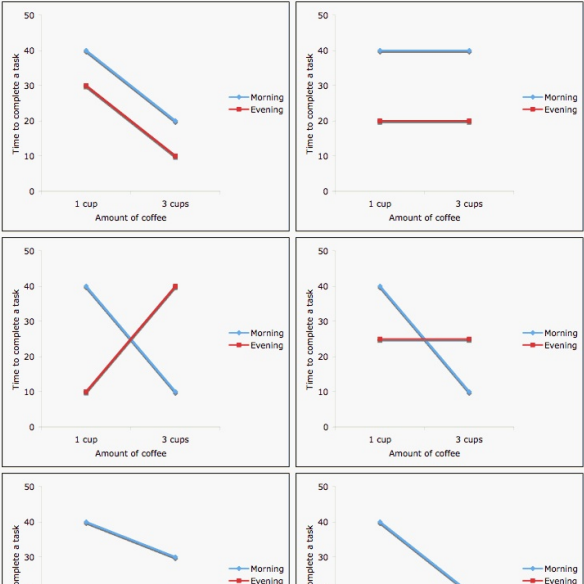 50
40
30
20
10
0
Time to complete a task
1 cup
3 cups
Amount of coffee
Morning
Evening
50
40
30
20
10
0
Time to complete a task
1 cup
3 cups
Amount of coffee
Morning
Evening
50
40
30
20
10
0
Time to complete a task
1 cup
3 cups
Amount of coffee
Morning
Evening
50
40
30
20
10
0
Time to complete a task
1 cup
3 cups
Amount of coffee
Morning
Evening
50
40
30
omplete a task
Morning
Evening
50
40
30
omplete a task
Morning
Evening